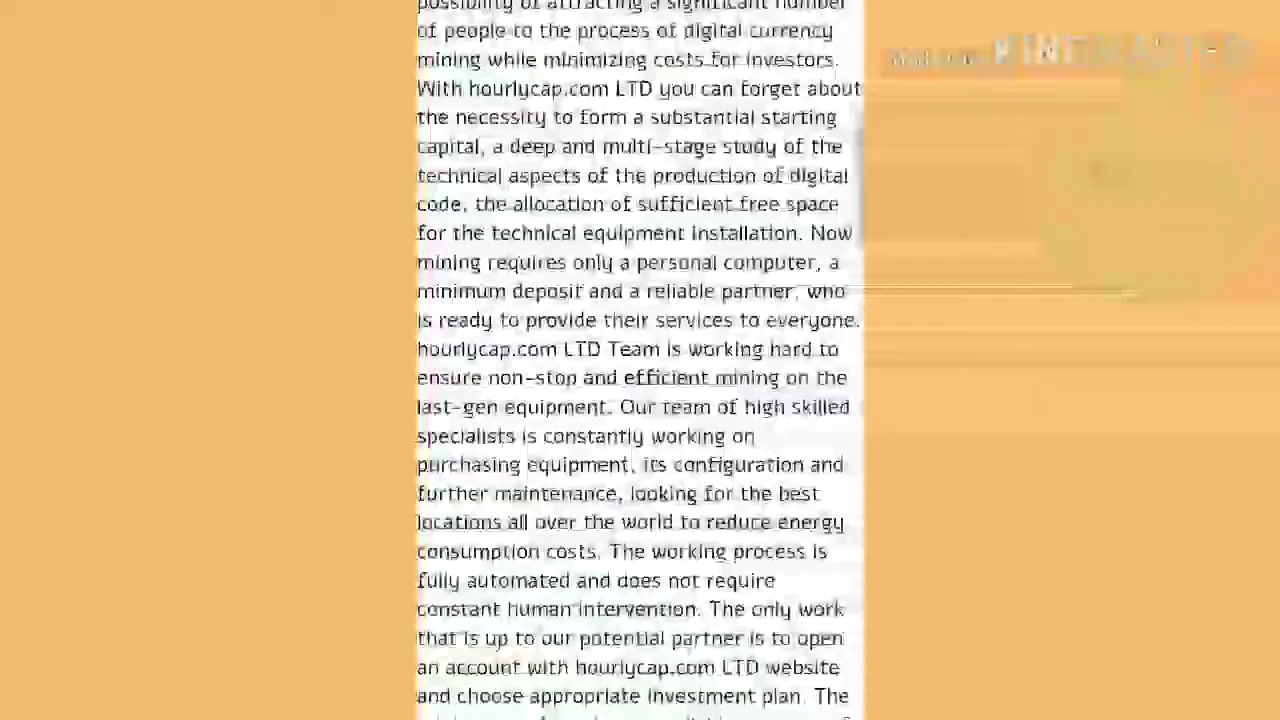 possibility of attracting a significant number
of people to the process of digital currency
mining while minimizing costs for investors.
With hourlycap.com LTD you can forget about
the necessity to form a substantial starting
capital, a deep and multi-stage study of the
technical aspects of the production of digital
code, the allocation of sufficient free space
for the technical equipment installation. Now
mining requires only a personal computer, a
minimum deposit and a reliable partner, who
is ready to provide their services to everyone.
hourlycap.com LTD Team is working hard to
ensure non-stop and efficient mining on the
last-gen equipment. Our team of high skilled
specialists is constantly working on
purchasing equipment, its configuration and
further maintenance, looking for the best
locations all over the world to reduce energy
consumption costs. The working process is
fully automated and does not require
constant human intervention. The only work
that is up to our potential partner is to open
an account with hourlycap.com LTD website
and choose appropriate investment plan. The
KINEMASTER